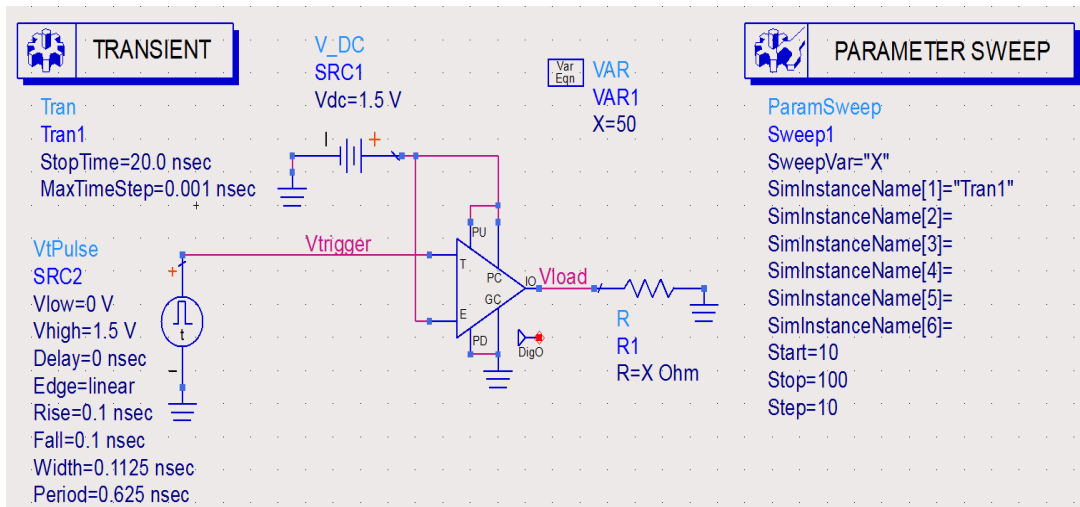 TRANSIENT
Tran
Tran1
StopTime=20.0 nsec
MaxTimeStep=0.001 nsec
V_DC
SRC1
Vdc=1.5 V
Var
Eqn
VAR
VAR1
X=50
PARAMETER SWEEP
ParamSweep
Sweep1
SweepVar="X"
SimInstanceName[1]="Tran1"
SimInstanceName[2]=
SimInstanceName[3]=
SimInstanceName[4]=
SimInstanceName[5]=
SimInstanceName[6]=
Start=10
Stop=100
Step=10
VtPulse
SRC2
Vlow=0 V
Vhigh=1.5 V
Delay=0 nsec
Edge=linear
Rise=0.1 nsec
Fall=0.1 nsec
Width=0.1125 nsec
Period=0.625 nsec
t
Vtrigger
PU
T
PC
IO
GC
E
PD
DigO
Vload
R
R1
R=X Ohm